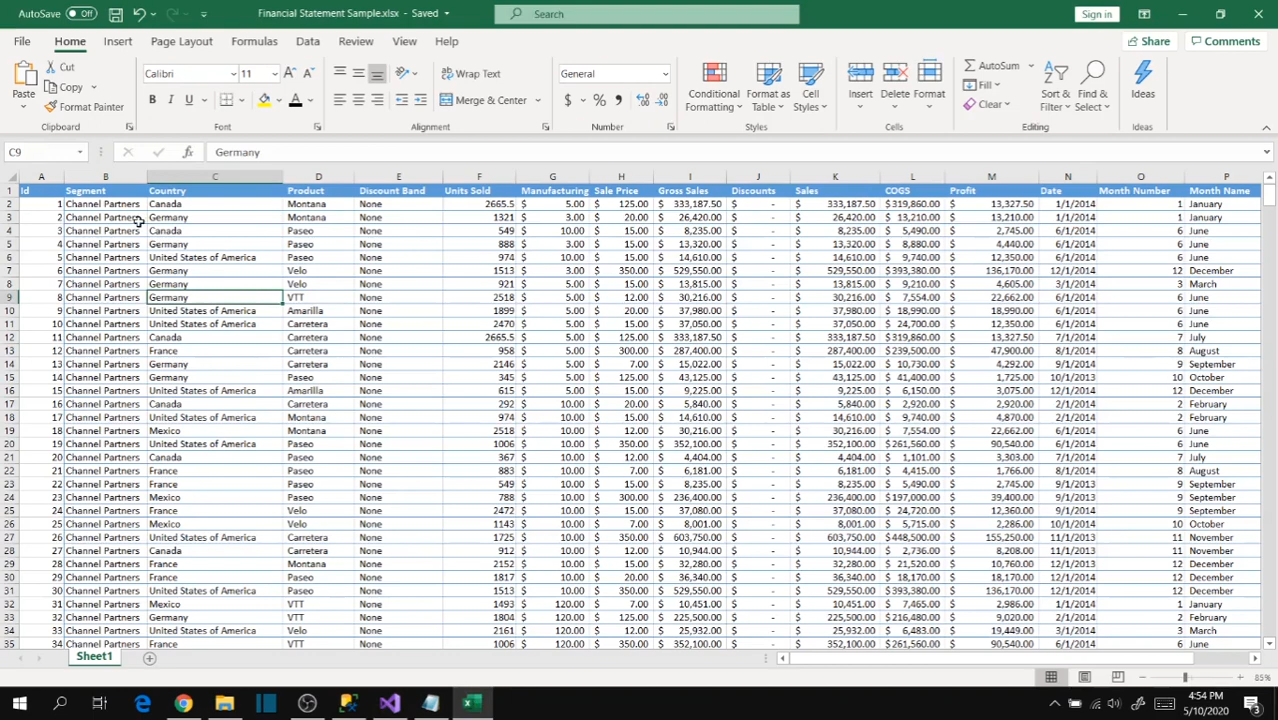 AutoSave Off Financial Statement Sample.xlsx - Saved Search Sign in
File Home Insert Page Layout Formulas Data Review View Help Share Comments
Paste Cut Copy Format Painter Clipboard
Calibri 11 B I U A Font
Wrap Text Merge & Center Alignment
General $ % Number
Conditional Formatting Format as Table Cell Styles Styles
Insert Delete Format Cells
AutoSum Fill Clear Sort & Filter Find & Select Editing
Ideas Ideas
C9 fx Germany
A B C D E F G H I J K L M N O P
1 Id Segment Country Product Discount Band Units Sold Manufacturing Sale Price Gross Sales Discounts Sales COGS Profit Date Month Number Month Name
2 1 Channel Partners Canada Montana None 2665.5 $ 3.00 $ 125.00 $ 333,187.50 $ - $ 333,187.50 $319,860.00 $ 13,327.50 1/1/2014 1 January
3 2 Channel Partners Germany Montana None 1321 $ 3.00 $ 20.00 $ 26,420.00 $ - $ 26,420.00 $ 13,210.00 $ 13,210.00 1/1/2014 1 January
4 3 Channel Partners Canada Paseo None 549 $ 10.00 $ 15.00 $ 8,235.00 $ - $ 8,235.00 $ 5,490.00 $ 2,745.00 6/1/2014 6 June
5 4 Channel Partners Germany Paseo None 888 $ 3.00 $ 15.00 $ 13,320.00 $ - $ 13,320.00 $ 8,880.00 $ 4,440.00 6/1/2014 6 June
6 5 Channel Partners United States of America Paseo None 974 $ 10.00 $ 15.00 $ 14,610.00 $ - $ 14,610.00 $ 9,740.00 $ 12,350.00 6/1/2014 6 June
7 6 Channel Partners Germany Velo None 1513 $ 3.00 $ 350.00 $ 529,550.00 $ - $ 529,550.00 $393,380.00 $ 136,170.00 12/1/2014 12 December
8 7 Channel Partners Germany Velo None 921 $ 5.00 $ 15.00 $ 13,815.00 $ - $ 13,815.00 $ 9,210.00 $ 4,605.00 3/1/2014 3 March
9 8 Channel Partners Germany VTT None 2518 $ 5.00 $ 12.00 $ 30,216.00 $ - $ 30,216.00 $ 7,554.00 $ 22,662.00 6/1/2014 6 June
10 9 Channel Partners United States of America Amarilla None 1899 $ 5.00 $ 20.00 $ 37,980.00 $ - $ 37,980.00 $ 18,990.00 $ 18,990.00 6/1/2014 6 June
11 10 Channel Partners United States of America Carretera None 2470 $ 5.00 $ 15.00 $ 37,050.00 $ - $ 37,050.00 $ 24,700.00 $ 12,350.00 6/1/2014 6 June
12 11 Channel Partners Canada Carretera None 2665.5 $ 5.00 $ 125.00 $ 333,187.50 $ - $ 333,187.50 $319,860.00 $ 13,327.50 7/1/2014 7 July
13 12 Channel Partners France Carretera None 958 $ 5.00 $ 300.00 $ 287,400.00 $ - $ 287,400.00 $239,500.00 $ 47,900.00 8/1/2014 8 August
14 13 Channel Partners Germany Carretera None 2146 $ 5.00 $ 7.00 $ 15,022.00 $ - $ 15,022.00 $ 10,730.00 $ 4,292.00 9/1/2014 9 September
15 14 Channel Partners Germany Paseo None 345 $ 5.00 $ 125.00 $ 43,125.00 $ - $ 43,125.00 $ 41,400.00 $ 1,725.00 10/1/2013 10 October
16 15 Channel Partners United States of America Amarilla None 615 $ 5.00 $ 15.00 $ 9,225.00 $ - $ 9,225.00 $ 6,150.00 $ 3,075.00 12/1/2014 12 December
17 16 Channel Partners Canada Carretera None 292 $ 10.00 $ 20.00 $ 5,840.00 $ - $ 5,840.00 $ 2,920.00 $ 2,920.00 2/1/2014 2 February
18 17 Channel Partners United States of America Montana None 974 $ 10.00 $ 15.00 $ 14,610.00 $ - $ 14,610.00 $ 9,740.00 $ 4,870.00 2/1/2014 2 February
19 18 Channel Partners Mexico Montana None 2518 $ 10.00 $ 12.00 $ 30,216.00 $ - $ 30,216.00 $ 7,554.00 $ 22,662.00 6/1/2014 6 June
20 19 Channel Partners United States of America Paseo None 1006 $ 10.00 $ 350.00 $ 352,100.00 $ - $ 352,100.00 $261,560.00 $ 90,540.00 6/1/2014 6 June
21 20 Channel Partners Canada Paseo None 367 $ 10.00 $ 12.00 $ 4,404.00 $ - $ 4,404.00 $ 1,101.00 $ 3,303.00 7/1/2014 7 July
22 21 Channel Partners France Paseo None 883 $ 10.00 $ 7.00 $ 6,181.00 $ - $ 6,181.00 $ 4,415.00 $ 1,766.00 8/1/2014 8 August
23 22 Channel Partners France Paseo None 549 $ 10.00 $ 15.00 $ 8,235.00 $ - $ 8,235.00 $ 5,490.00 $ 2,745.00 9/1/2013 9 September
24 23 Channel Partners Mexico Paseo None 788 $ 10.00 $ 300.00 $ 236,400.00 $ - $ 236,400.00 $197,000.00 $ 39,400.00 9/1/2013 9 September
25 24 Channel Partners France Velo None 2472 $ 10.00 $ 15.00 $ 37,080.00 $ - $ 37,080.00 $ 24,720.00 $ 12,360.00 9/1/2014 9 September
26 25 Channel Partners Mexico Velo None 1143 $ 10.00 $ 7.00 $ 8,001.00 $ - $ 8,001.00 $ 5,715.00 $ 2,286.00 10/1/2014 10 October
27 26 Channel Partners United States of America Velo None 1725 $ 10.00 $ 350.00 $ 603,750.00 $ - $ 603,750.00 $448,500.00 $ 155,250.00 11/1/2013 11 November
28 27 Channel Partners Canada Carretera None 912 $ 10.00 $ 12.00 $ 10,944.00 $ - $ 10,944.00 $ 2,736.00 $ 8,208.00 11/1/2013 11 November
29 28 Channel Partners France Montana None 2152 $ 10.00 $ 15.00 $ 32,280.00 $ - $ 32,280.00 $ 21,520.00 $ 10,760.00 12/1/2013 12 December
30 29 Channel Partners France Paseo None 1817 $ 10.00 $ 20.00 $ 36,340.00 $ - $ 36,340.00 $ 18,170.00 $ 18,170.00 12/1/2014 12 December
31 30 Channel Partners United States of America Paseo None 1513 $ 10.00 $ 350.00 $ 529,550.00 $ - $ 529,550.00 $393,380.00 $ 136,170.00 12/1/2014 12 December
32 31 Channel Partners Mexico VTT None 1493 $ 120.00 $ 7.00 $ 10,451.00 $ - $ 10,451.00 $ 7,465.00 $ 2,986.00 1/1/2014 1 January
33 32 Channel Partners Germany VTT None 1804 $ 120.00 $ 125.00 $ 225,500.00 $ - $ 225,500.00 $216,480.00 $ 9,020.00 2/1/2014 2 February
34 33 Channel Partners United States of America Velo None 2161 $ 120.00 $ 12.00 $ 25,932.00 $ - $ 25,932.00 $ 6,483.00 $ 19,449.00 3/1/2014 3 March
35 34 Channel Partners France VTT None 1006 $ 120.00 $ 350.00 $ 352,100.00 $ - $ 352,100.00 $261,560.00 $ 90,540.00 6/1/2014 6 June
Sheet1
85%
4:54 PM
5/10/2020
3